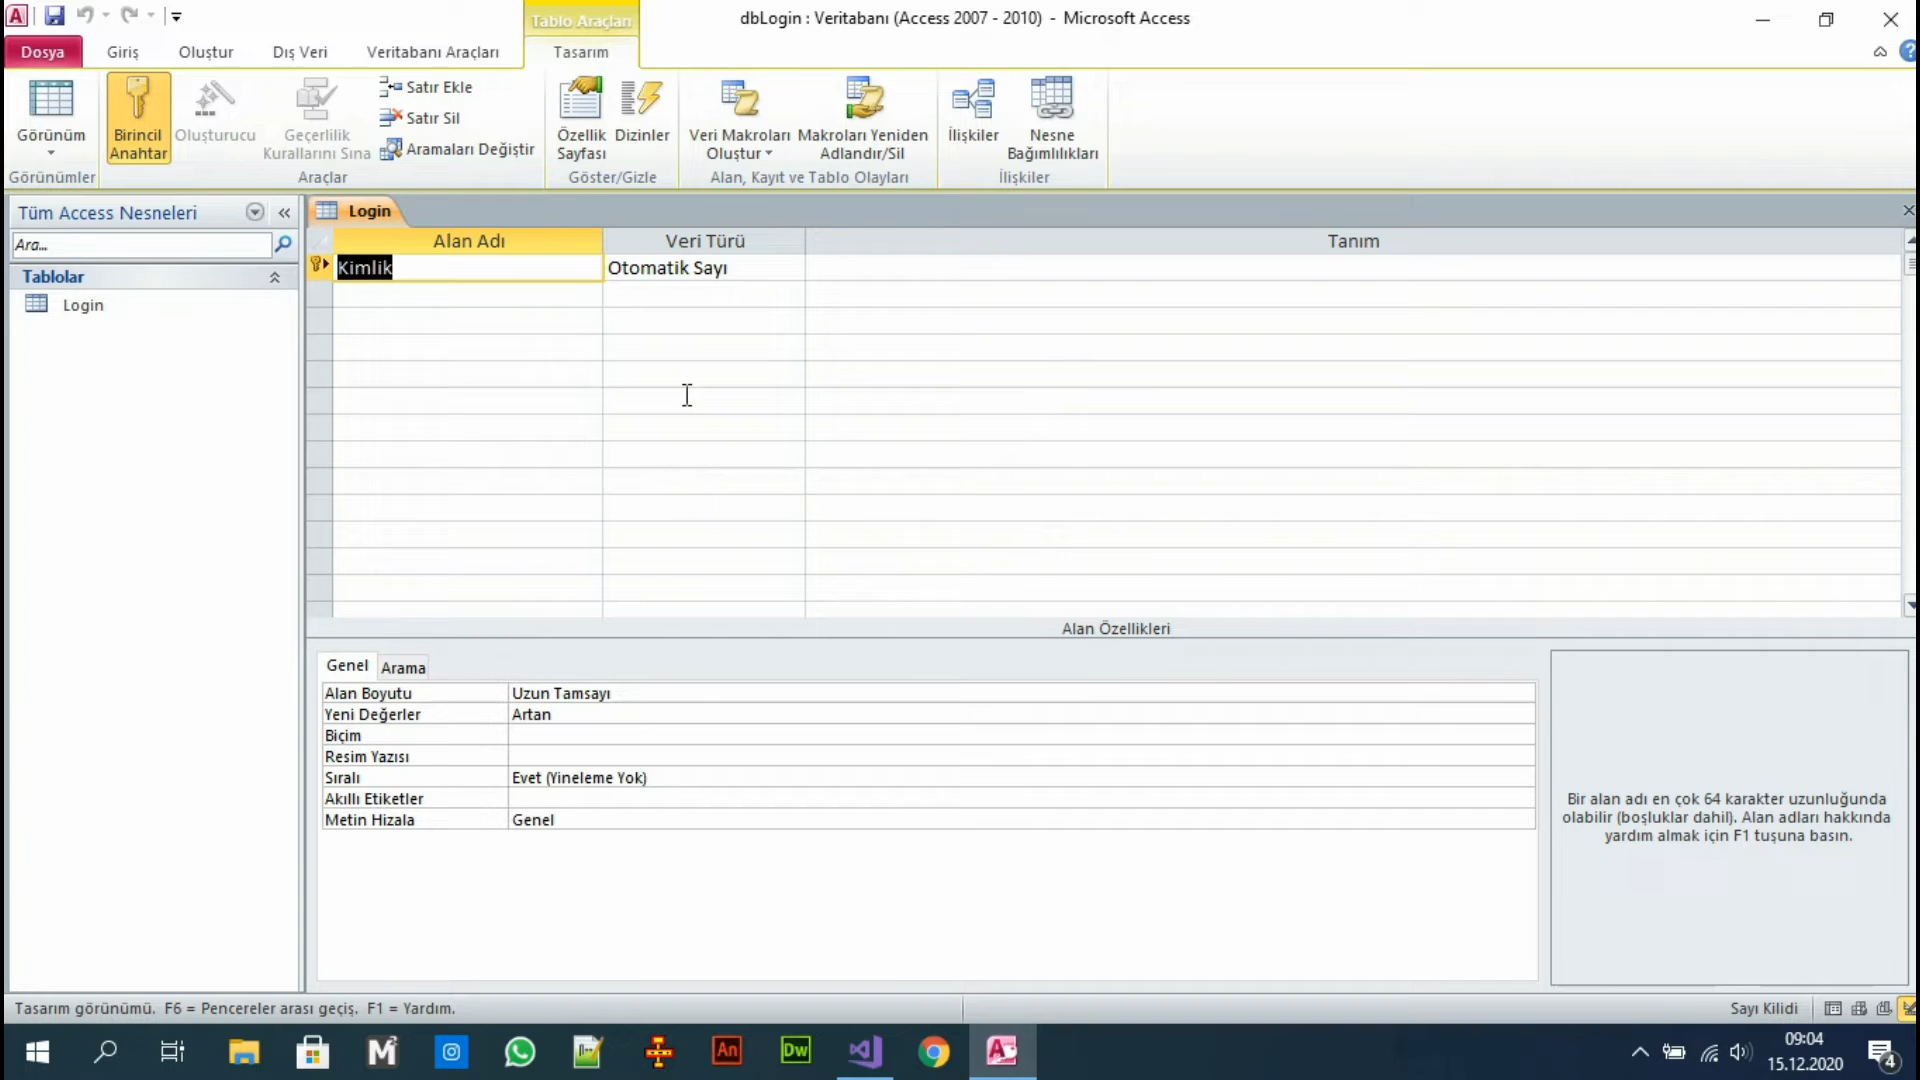 dbLogin : Veritabanı (Access 2007 - 2010) - Microsoft Access
Tablo Araçları
Dosya Giriş Oluştur Dış Veri Veritabanı Araçları Tasarım
Görünüm
Birincil Anahtar
Oluşturucu
Geçerlilik Kurallarını Sına
Satır Ekle
Satır Sil
Aramaları Değiştir
Özellik Sayfası
Dizinler
Veri Makroları Oluştur
Makroları Yeniden Adlandır/Sil
İlişkiler
Nesne Bağımlılıkları
Görünümler
Araçlar
Göster/Gizle
Alan, Kayıt ve Tablo Olayları
İlişkiler
Tüm Access Nesneleri
Ara...
Tablolar
Login
Login
Alan Adı Veri Türü Tanım
Kimlik Otomatik Sayı
Alan Özellikleri
Genel Arama
Alan Boyutu Uzun Tamsayı
Yeni Değerler Artan
Biçim
Resim Yazısı
Sıralı Evet (Yineleme Yok)
Akıllı Etiketler
Metin Hizala Genel
Bir alan adı en çok 64 karakter uzunluğunda
olabilir (boşluklar dahil). Alan adları hakkında
yardım almak için F1 tuşuna basın.
Tasarım görünümü. F6 = Pencereler arası geçiş. F1 = Yardım.
Sayı Kilidi
An
Dw
09:04
15.12.2020
4